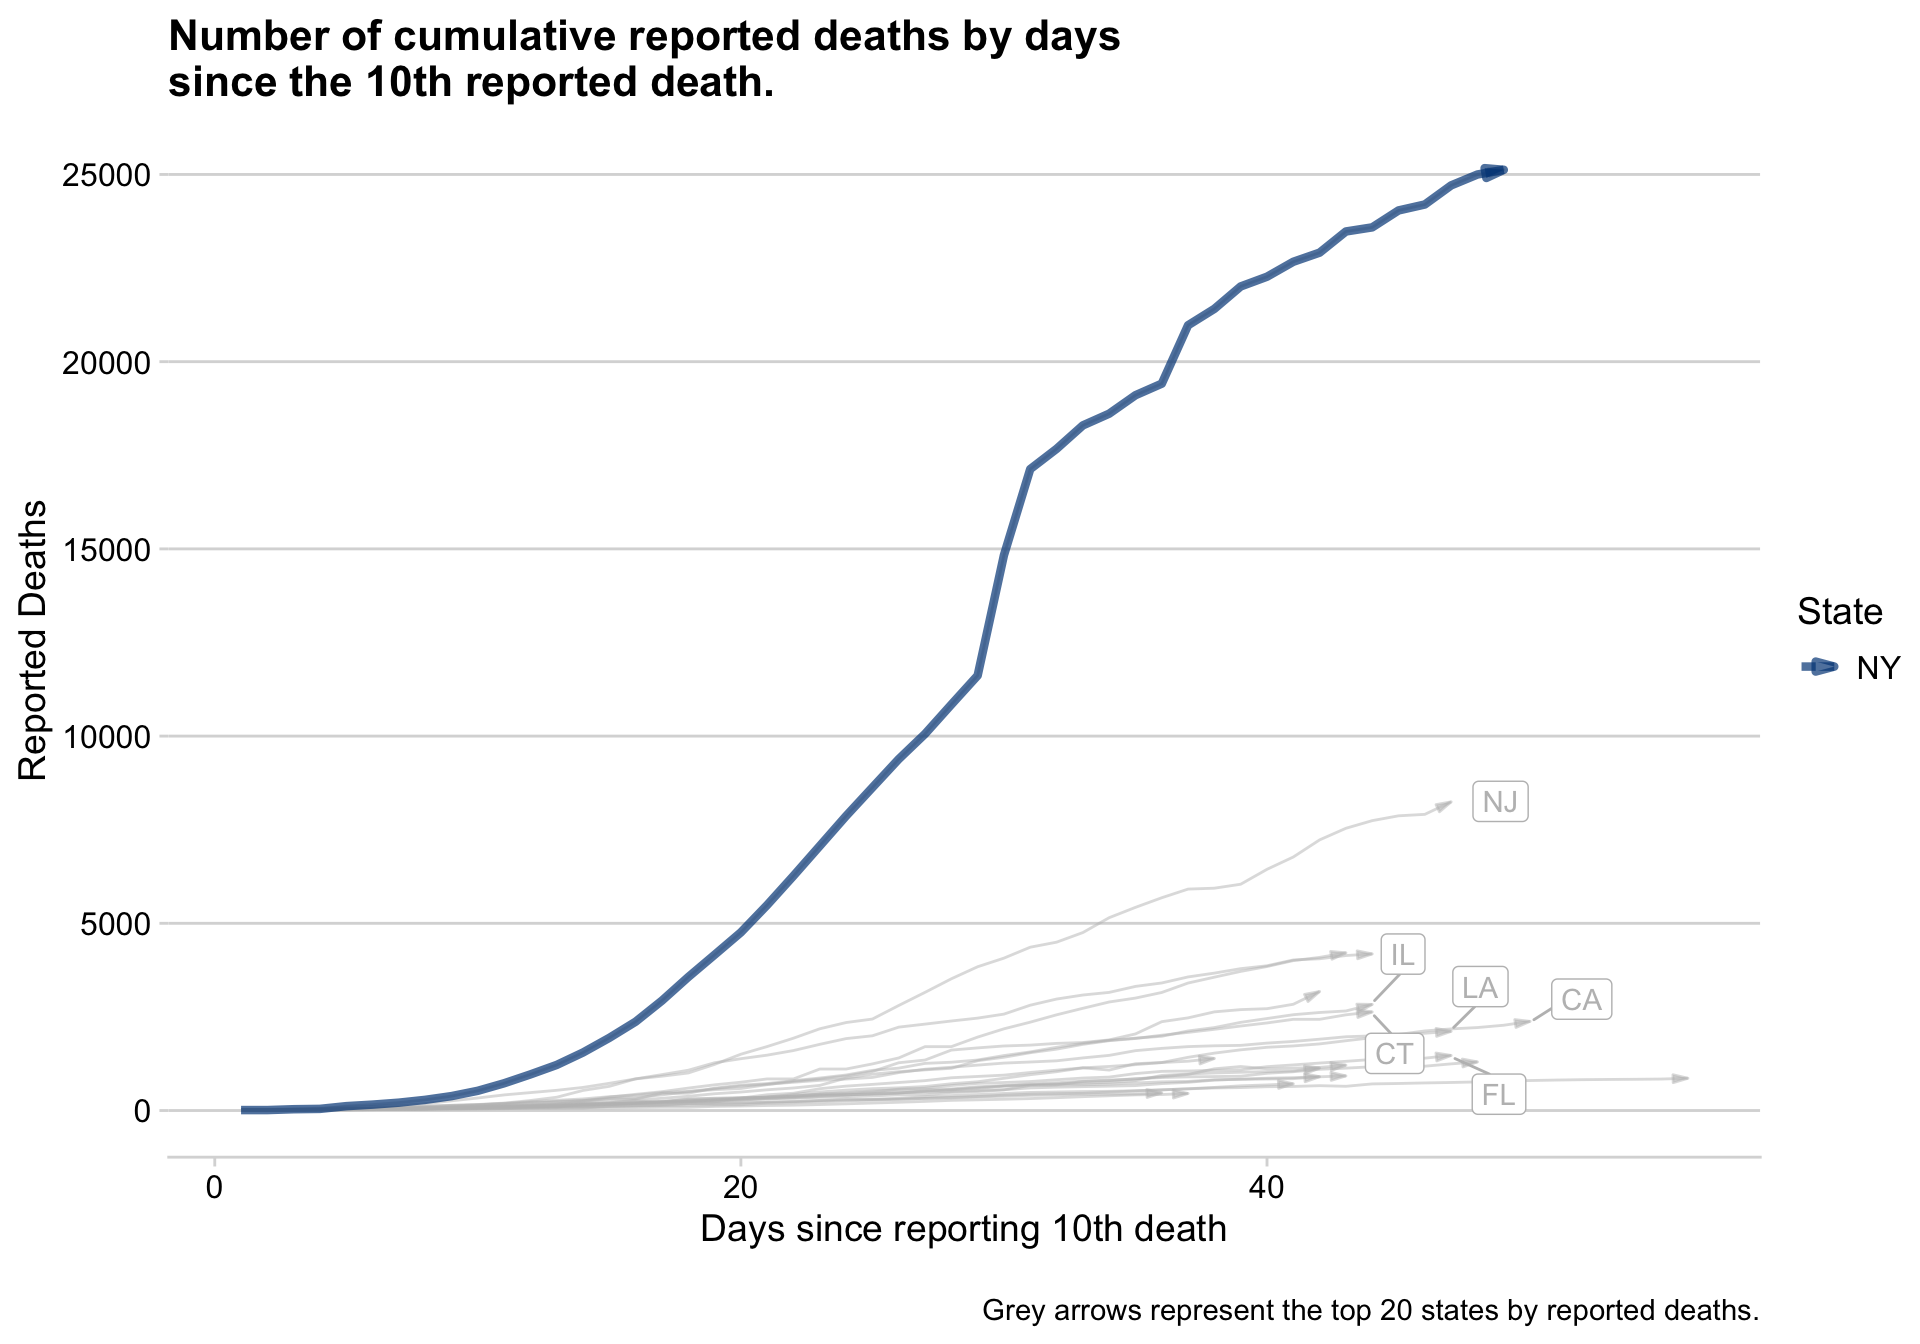 Number of cumulative reported deaths by days
since the 10th reported death.
25000
20000
15000
10000
5000
0
Reported Deaths
NJ
IL
LA
CA
CT
FL
State
NY
0 20 40
Days since reporting 10th death
Grey arrows represent the top 20 states by reported deaths.